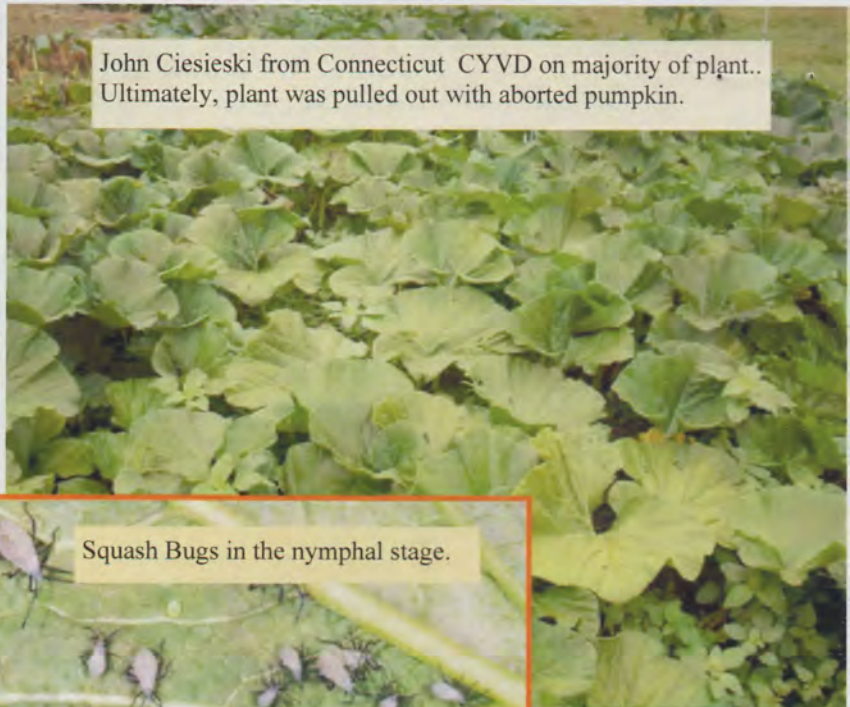 John Ciesieski from Connecticut  CYVD on majority of plant..
Ultimately, plant was pulled out with aborted pumpkin.
Squash Bugs in the nymphal stage.